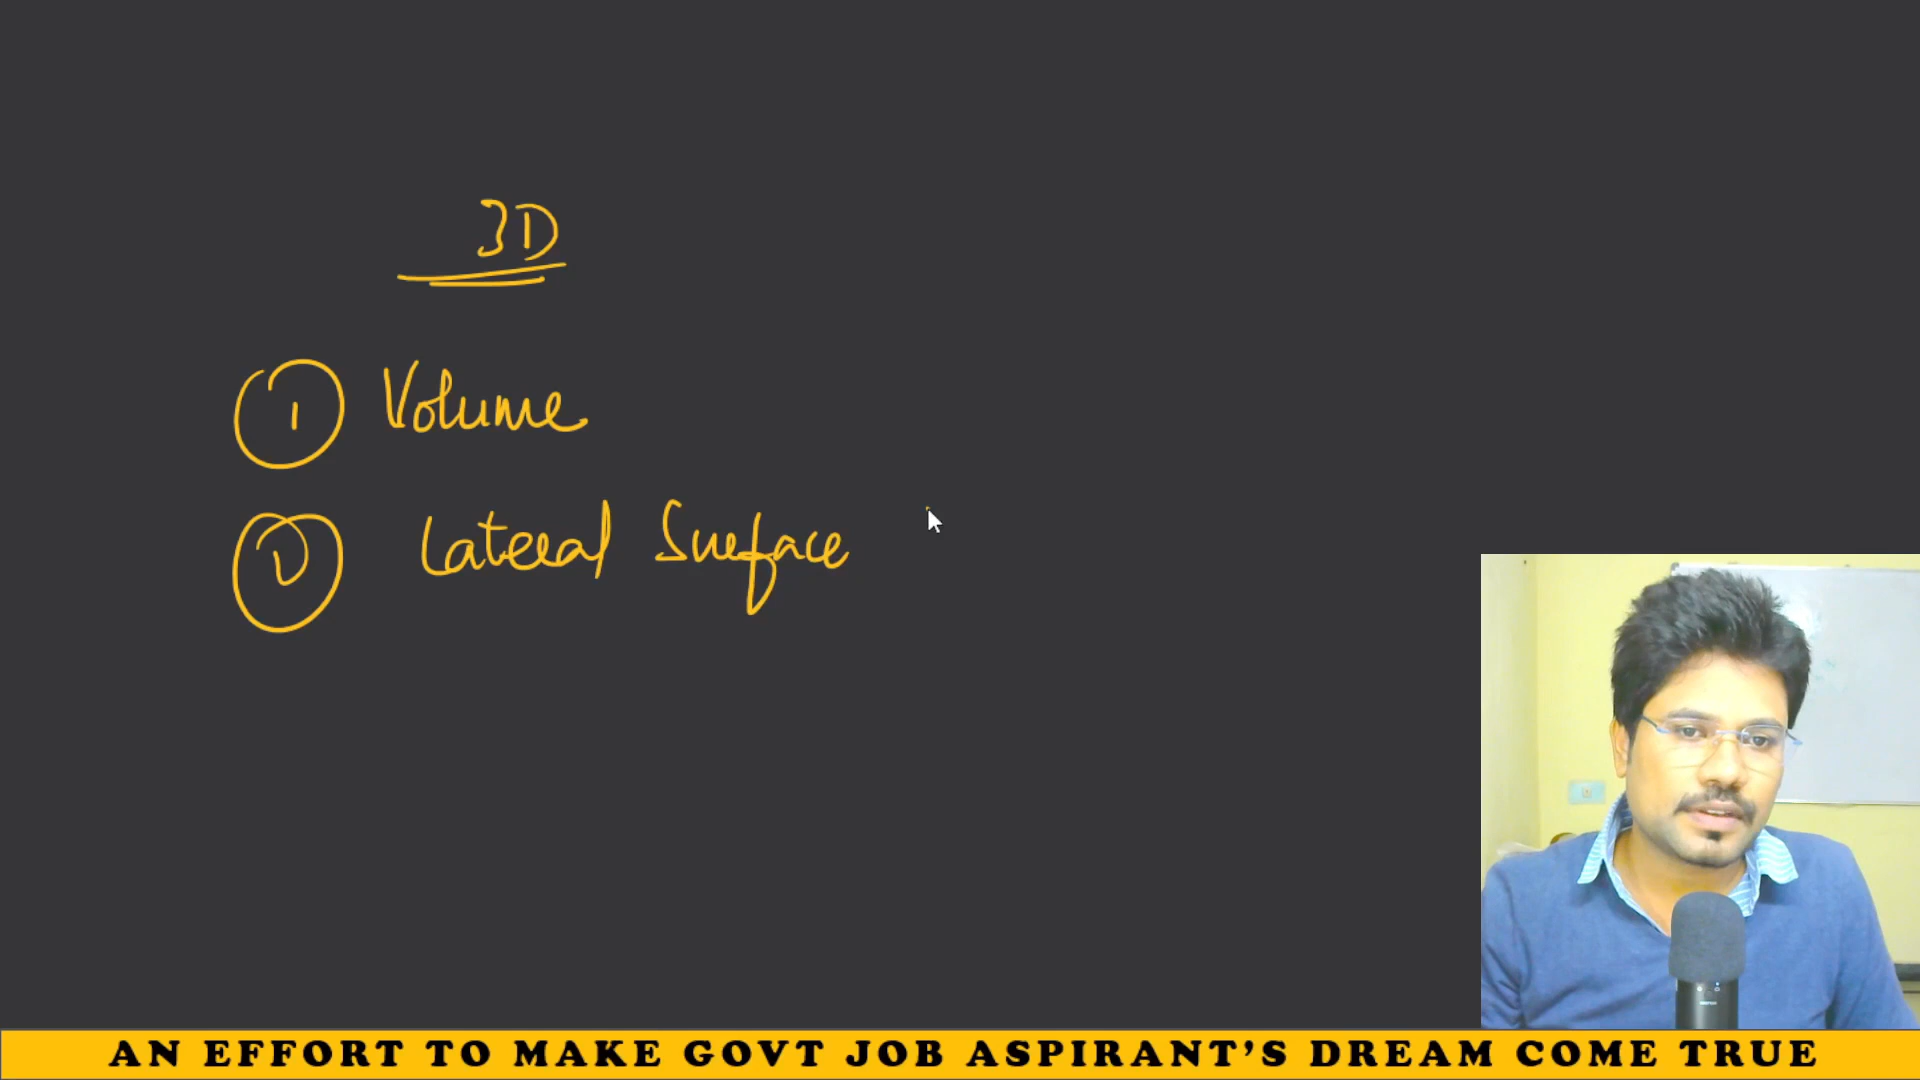 3D
1 Volume
2 Lateral Surface
AN EFFORT TO MAKE GOVT JOB ASPIRANT'S DREAM COME TRUE